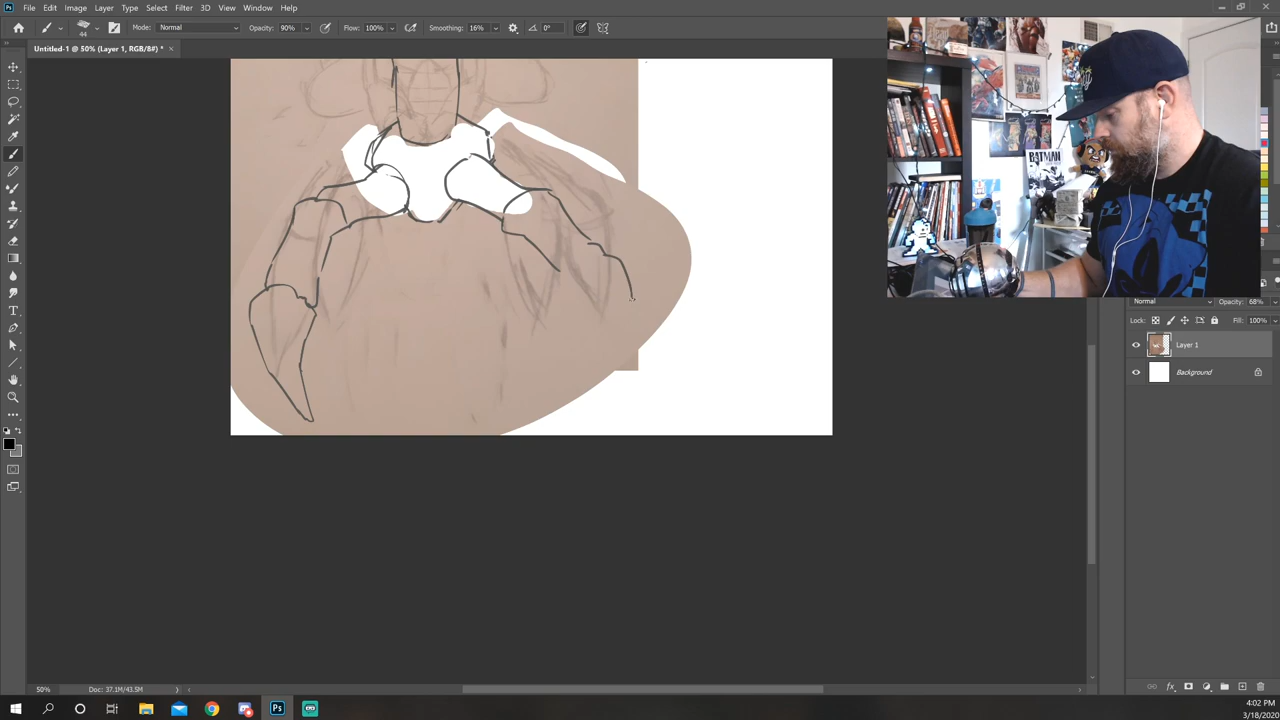 File Edit Image Layer Type Select Filter 3D View Window Help
Mode: Normal Opacity: 90% Flow: 100% Smoothing: 16% 0°
Untitled-1 @ 50% (Layer 1, RGB/8#) * ×
BATMAN
Normal Opacity: 68%
Lock: Fill: 100%
Layer 1
Background
50% Doc: 37.1M/43.5M
4:02 PM
3/18/2020